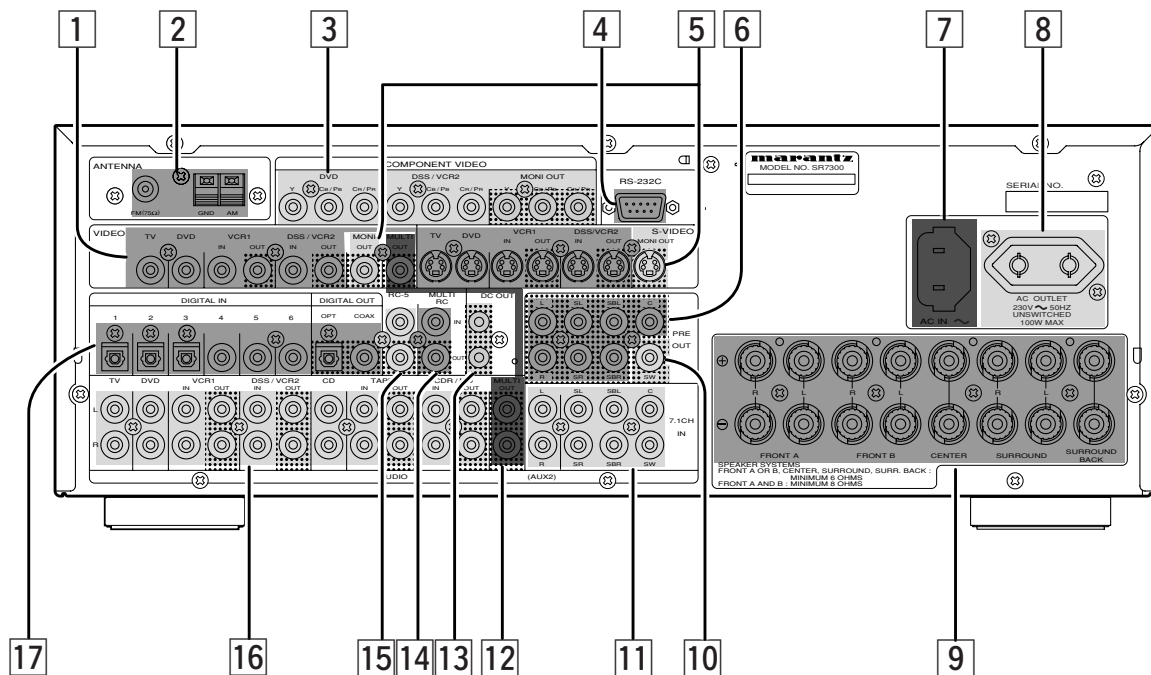 1 2 3 4 5 6 7 8
ANTENNA
FM(75Ω) GND AM
COMPONENT VIDEO
DVD DSS / VCR2 MONI OUT
Y CB / PB CR / PR Y CB / PB CR / PR Y CB / PB CR / PR
RS-232C
marantz
MODEL NO. SR7300
SERIAL NO.
VIDEO TV DVD VCR1 DSS / VCR2 MONI MULTI
IN OUT IN OUT OUT OUT
TV DVD VCR1 DSS/VCR2 S-VIDEO
IN OUT IN OUT MONI OUT
AC IN ~
AC OUTLET
230V ~ 50HZ
UNSWITCHED
100W MAX
DIGITAL IN DIGITAL OUT
1 2 3 4 5 6 OPT COAX
RC-5 MULTI RC DC OUT
IN
OUT
L SL SBL C
PRE OUT
R SR SBR SW
TV DVD VCR1 DSS / VCR2 CD TAPE CDR / MULTI
IN OUT IN OUT IN OUT IN OUT OUT
L
R
L SL SBL C
7.1CH IN
R SR SBR SW
(AUX2)
+
R L R L R L
−
FRONT A FRONT B CENTER SURROUND SURROUND BACK
SPEAKER SYSTEMS
FRONT A OR B, CENTER, SURROUND, SURR. BACK :
MINIMUM 6 OHMS
FRONT A AND B : MINIMUM 8 OHMS
17 16 15 14 13 12 11 10 9